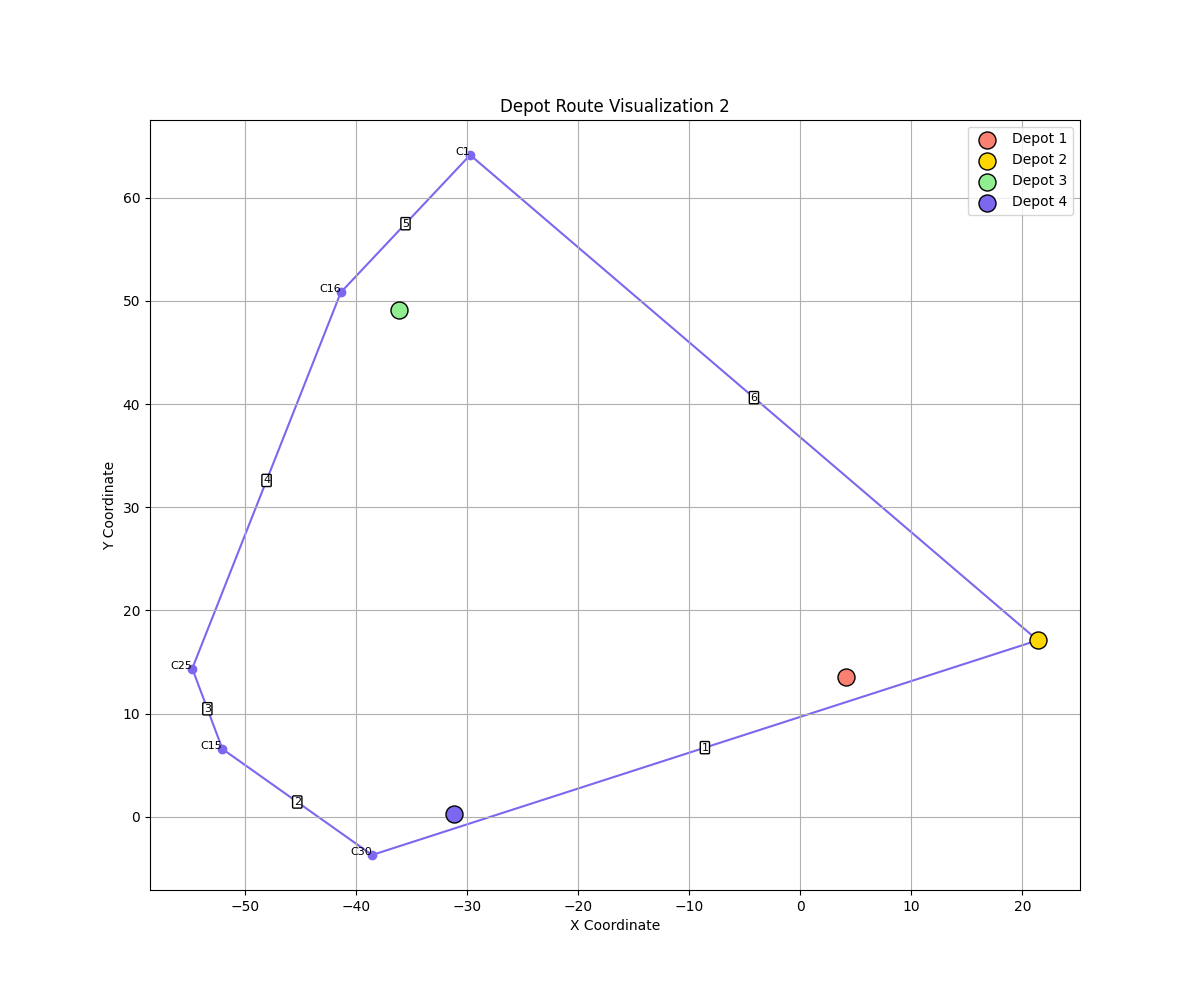 Depot Route Visualization 2
Depot 1
Depot 2
Depot 3
Depot 4
C1
5
C16
6
4
C25
3
C15
1
2
C30
60
50
40
30
20
10
0
Y Coordinate
−50
−40
−30
−20
−10
0
10
20
X Coordinate